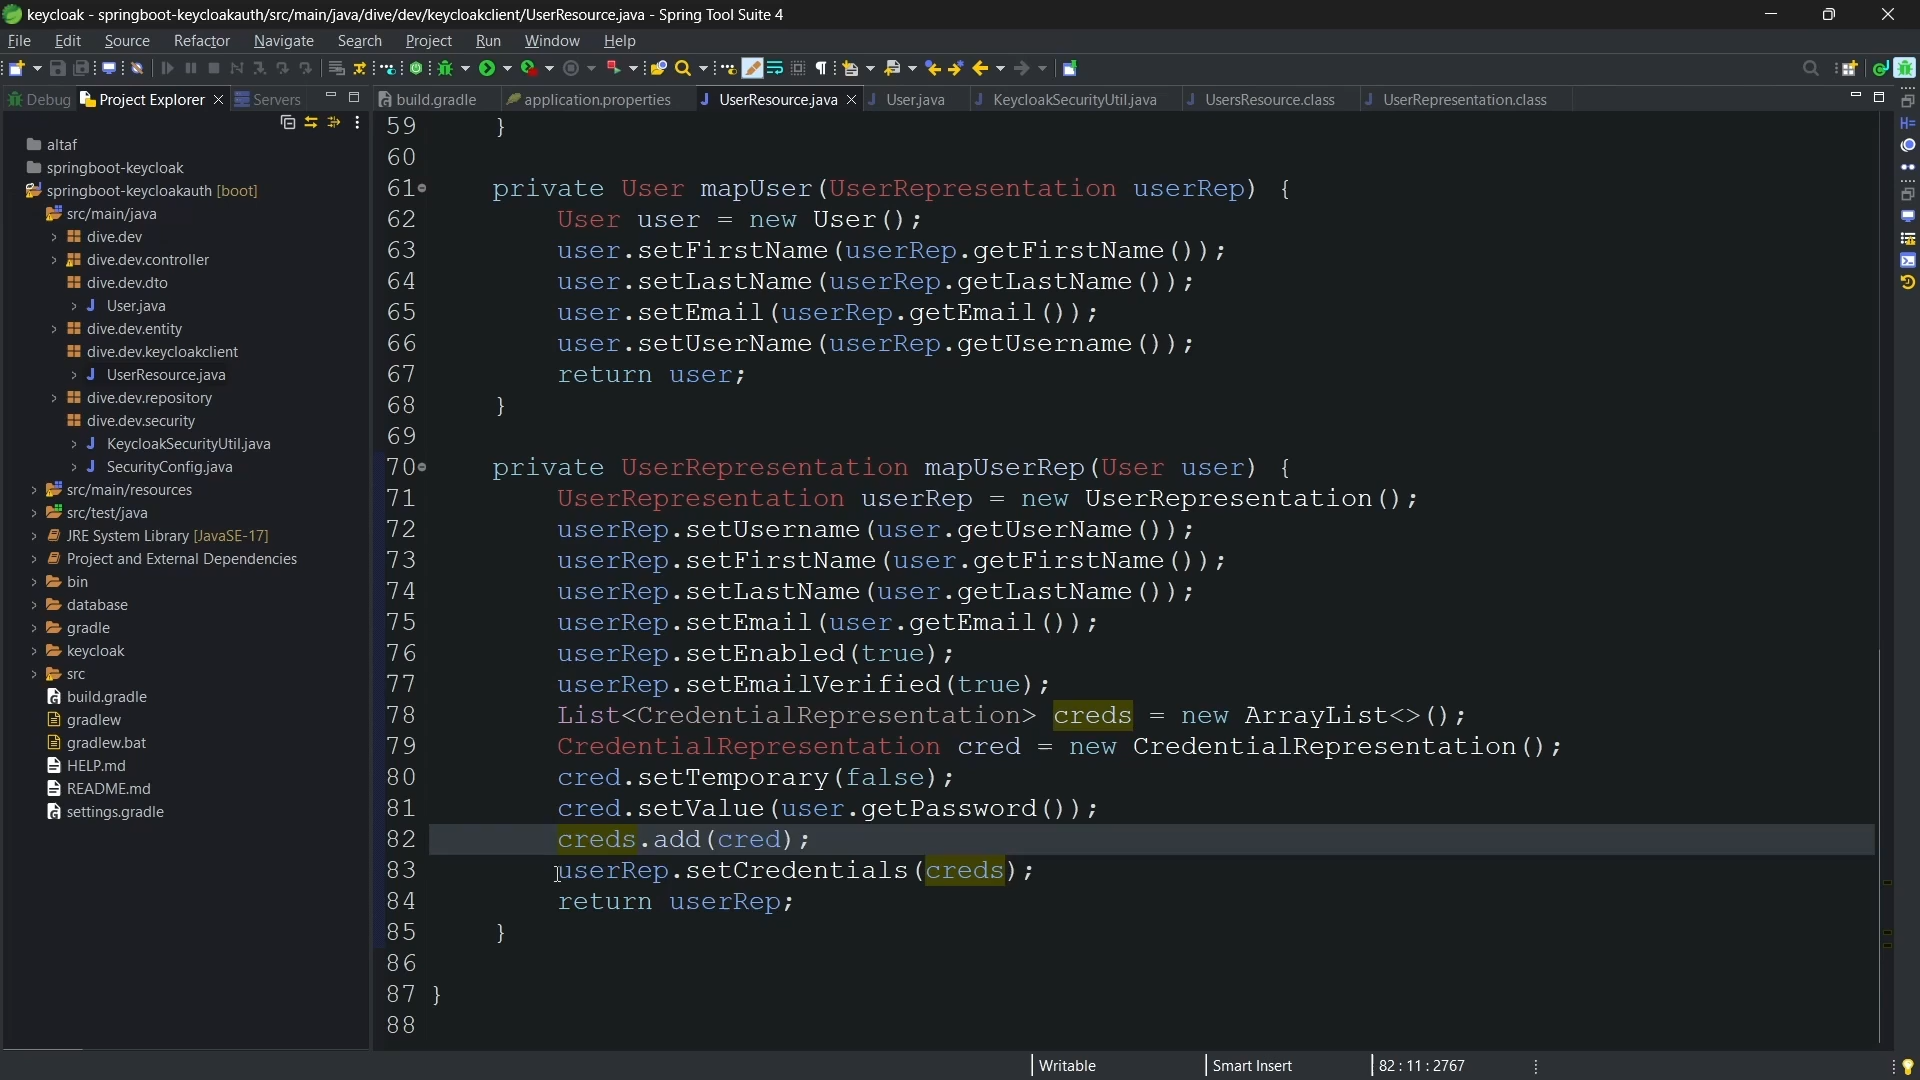 keycloak - springboot-keycloakauth/src/main/java/dive/dev/keycloakclient/UserResource.java - Spring Tool Suite 4
File Edit Source Refactor Navigate Search Project Run Window Help
Debug Project Explorer Servers
build.gradle application.properties UserResource.java User.java KeycloakSecurityUtil.java UsersResource.class UserRepresentation.class
altaf
springboot-keycloak
springboot-keycloakauth [boot]
src/main/java
dive.dev
dive.dev.controller
dive.dev.dto
User.java
dive.dev.entity
dive.dev.keycloakclient
UserResource.java
dive.dev.repository
dive.dev.security
KeycloakSecurityUtil.java
SecurityConfig.java
src/main/resources
src/test/java
JRE System Library [JavaSE-17]
Project and External Dependencies
bin
database
gradle
keycloak
src
build.gradle
gradlew
gradlew.bat
HELP.md
README.md
settings.gradle
59 }
60
61 private User mapUser(UserRepresentation userRep) {
62 User user = new User();
63 user.setFirstName(userRep.getFirstName());
64 user.setLastName(userRep.getLastName());
65 user.setEmail(userRep.getEmail());
66 user.setUserName(userRep.getUsername());
67 return user;
68 }
69
70 private UserRepresentation mapUserRep(User user) {
71 UserRepresentation userRep = new UserRepresentation();
72 userRep.setUsername(user.getUserName());
73 userRep.setFirstName(user.getFirstName());
74 userRep.setLastName(user.getLastName());
75 userRep.setEmail(user.getEmail());
76 userRep.setEnabled(true);
77 userRep.setEmailVerified(true);
78 List<CredentialRepresentation> creds = new ArrayList<>();
79 CredentialRepresentation cred = new CredentialRepresentation();
80 cred.setTemporary(false);
81 cred.setValue(user.getPassword());
82 creds.add(cred);
83 userRep.setCredentials(creds);
84 return userRep;
85 }
86
87 }
88
Writable Smart Insert 82 : 11 : 2767